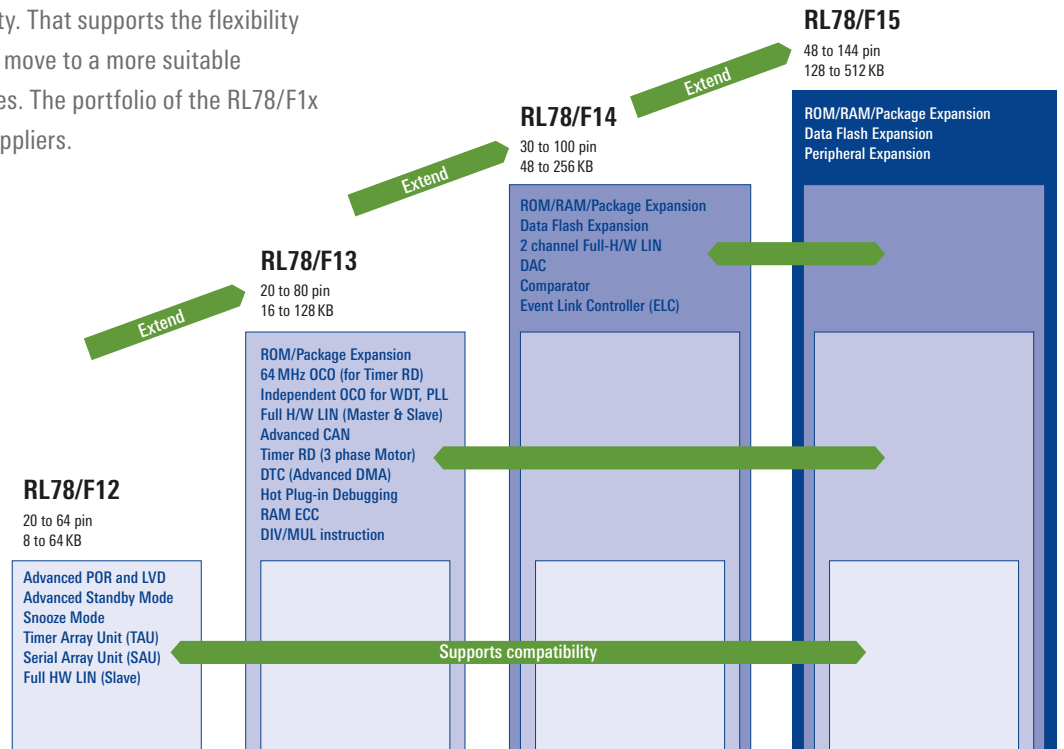 ty. That supports the flexibility
move to a more suitable
es. The portfolio of the RL78/F1x
ppliers.
RL78/F15
48 to 144 pin
128 to 512 KB
ROM/RAM/Package Expansion
Data Flash Expansion
Peripheral Expansion
Extend
RL78/F14
30 to 100 pin
48 to 256 KB
ROM/RAM/Package Expansion
Data Flash Expansion
2 channel Full-H/W LIN
DAC
Comparator
Event Link Controller (ELC)
Extend
RL78/F13
20 to 80 pin
16 to 128 KB
ROM/Package Expansion
64 MHz OCO (for Timer RD)
Independent OCO for WDT, PLL
Full H/W LIN (Master & Slave)
Advanced CAN
Timer RD (3 phase Motor)
DTC (Advanced DMA)
Hot Plug-in Debugging
RAM ECC
DIV/MUL instruction
Extend
RL78/F12
20 to 64 pin
8 to 64 KB
Advanced POR and LVD
Advanced Standby Mode
Snooze Mode
Timer Array Unit (TAU)
Serial Array Unit (SAU)
Full HW LIN (Slave)
Supports compatibility